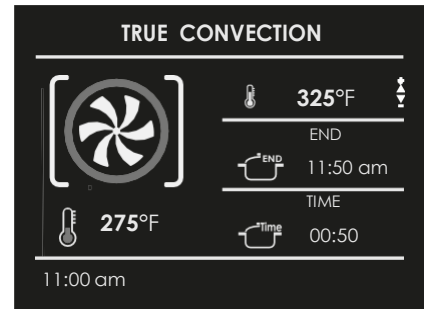 TRUE CONVECTION
325°F
END
END
11:50 am
TIME
275°F
Time
00:50
11:00 am